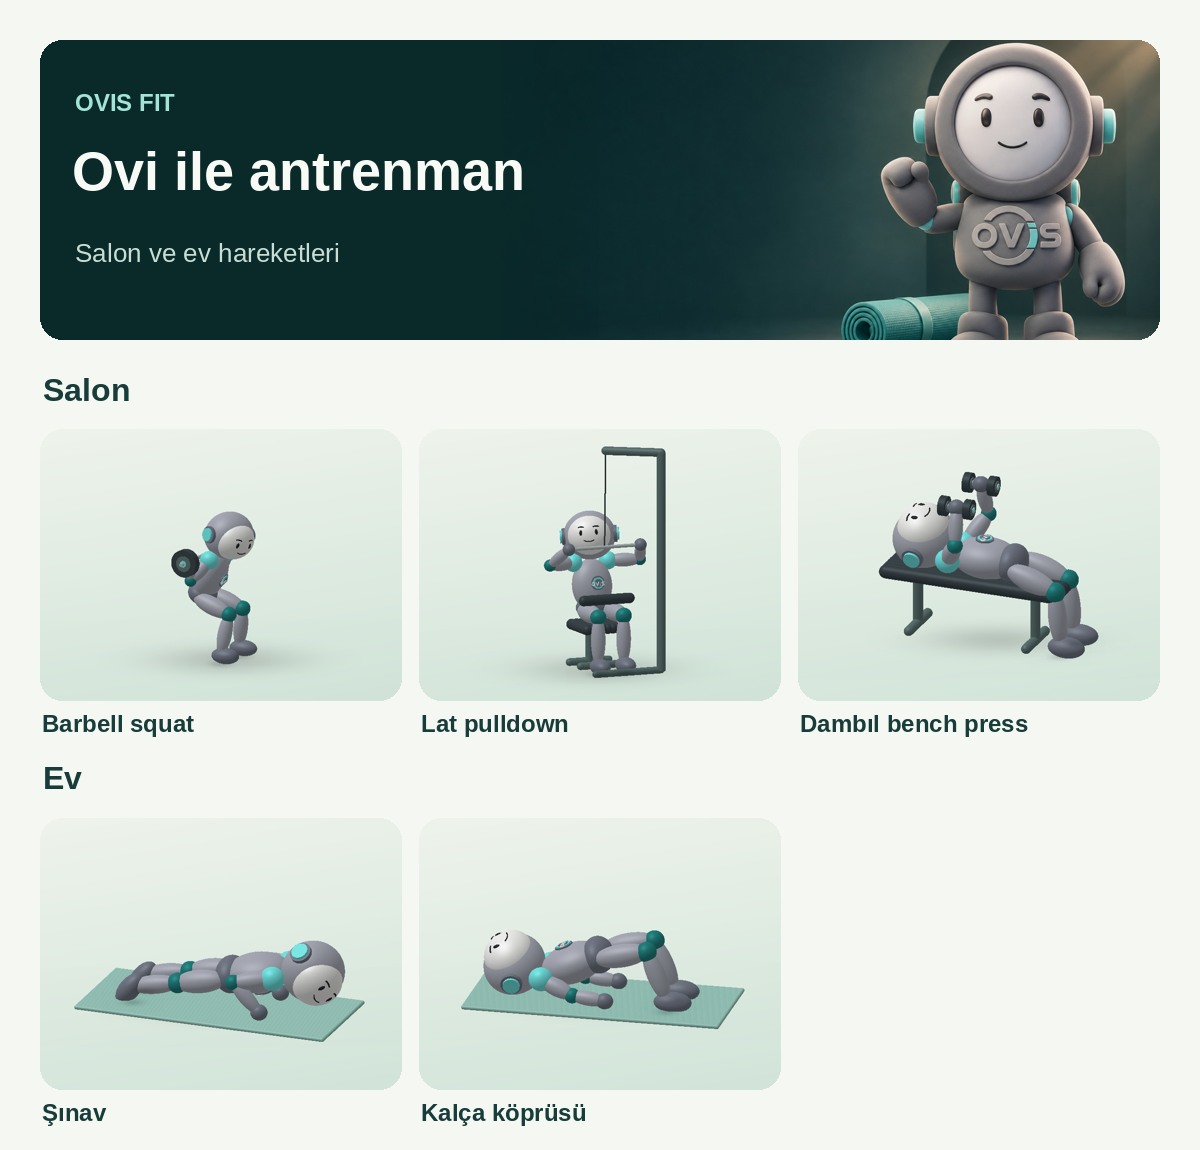 OVIS FIT
Ovi ile antrenman
Salon ve ev hareketleri
OViS
Salon
Barbell squat
Lat pulldown
Dambıl bench press
Ev
Şınav
Kalça köprüsü